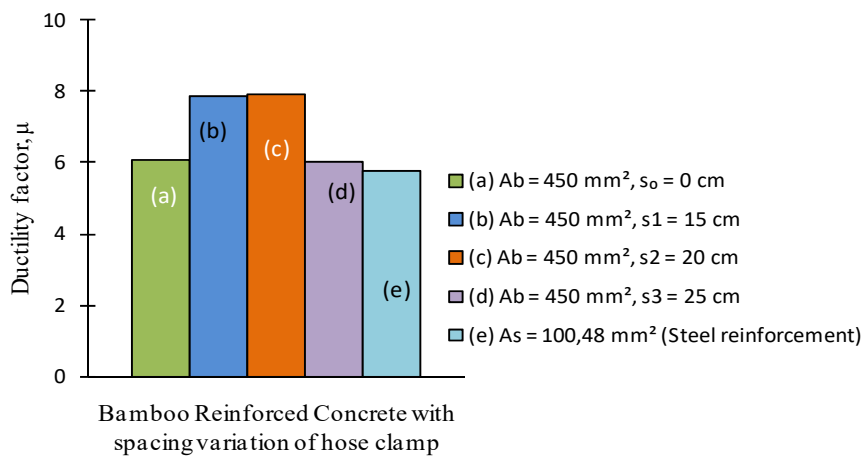 10
8
6
4
2
0
Ductility factor, μ
(a)
(b)
(c)
(d)
(e)
(a) Ab = 450 mm², s₀ = 0 cm
(b) Ab = 450 mm², s1 = 15 cm
(c) Ab = 450 mm², s2 = 20 cm
(d) Ab = 450 mm², s3 = 25 cm
(e) As = 100,48 mm² (Steel reinforcement)
Bamboo Reinforced Concrete with
spacing variation of hose clamp